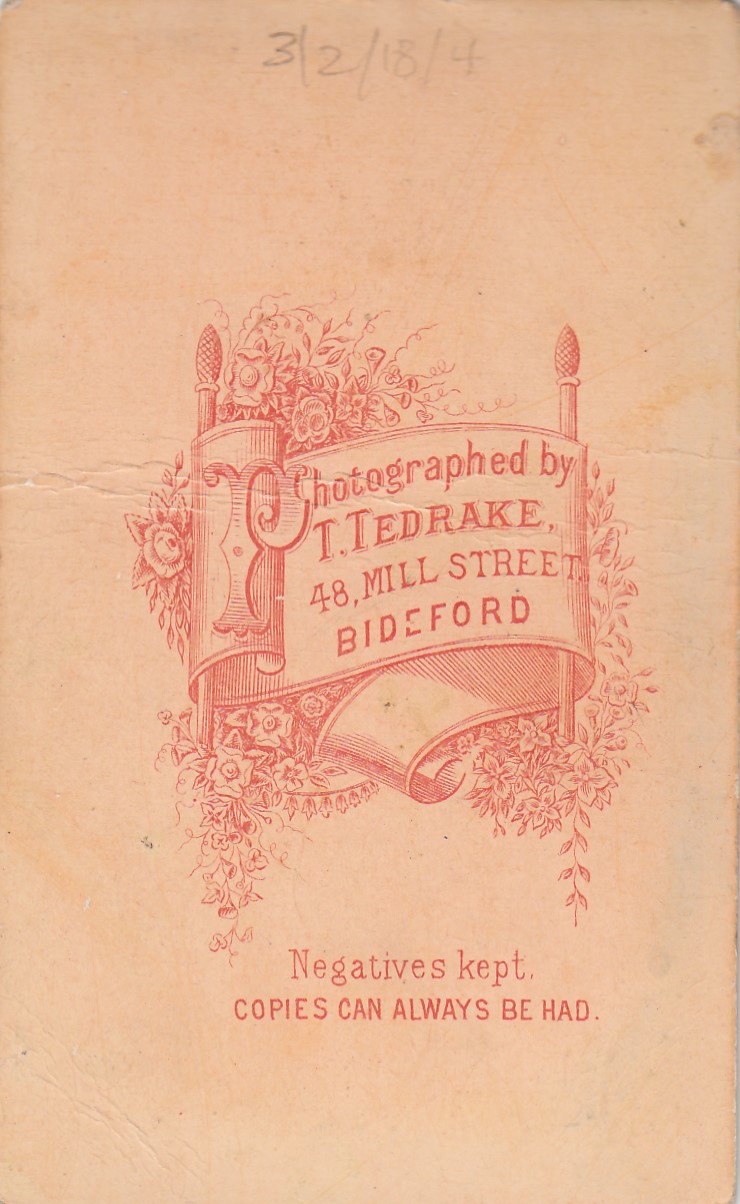 3/2/18/4
Photographed by
T. TEDRAKE,
48, MILL STREET.
BIDEFORD
Negatives kept.
COPIES CAN ALWAYS BE HAD.